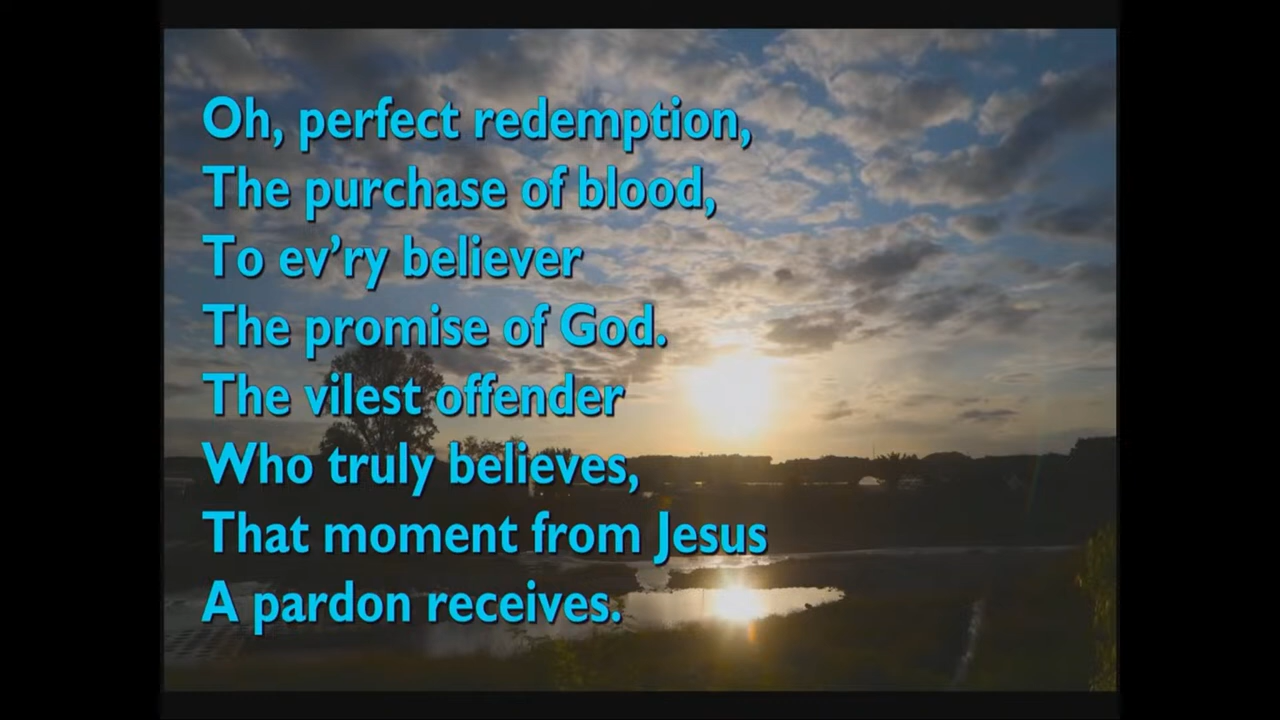 Oh, perfect redemption,
The purchase of blood,
To ev’ry believer
The promise of God.
The vilest offender
Who truly believes,
That moment from Jesus
A pardon receives.